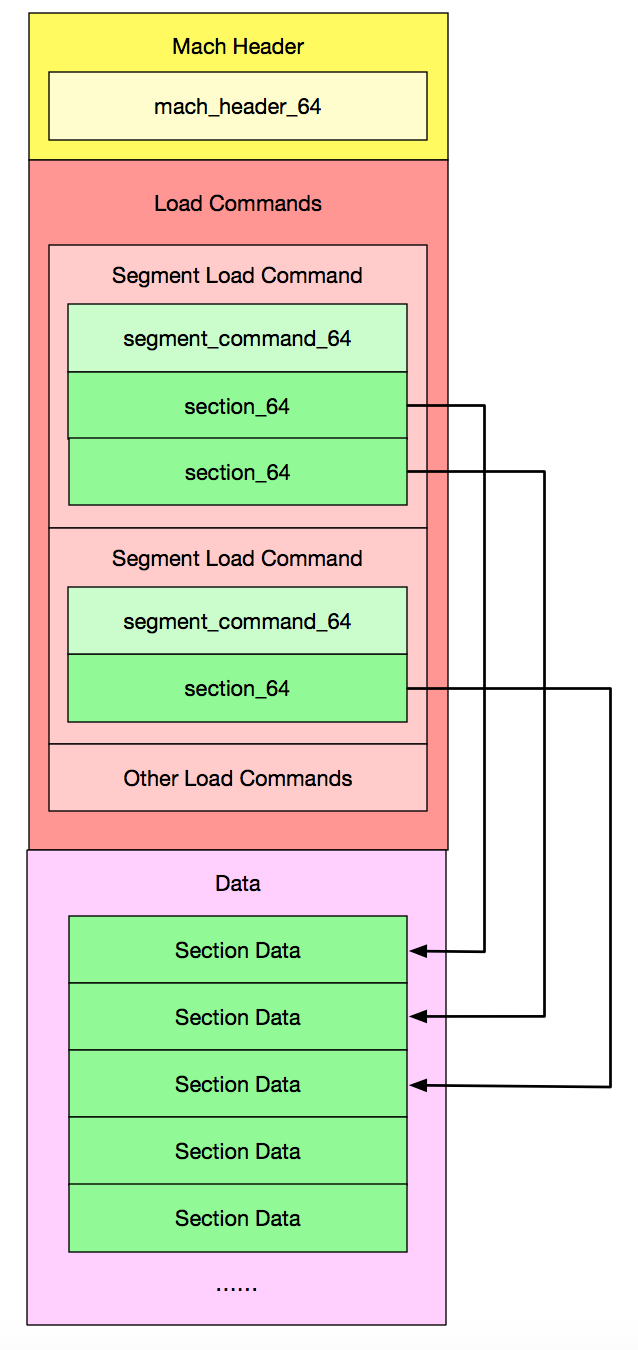 Mach Header
mach_header_64
Load Commands
Segment Load Command
segment_command_64
section_64
section_64
Segment Load Command
segment_command_64
section_64
Other Load Commands
Data
Section Data
Section Data
Section Data
Section Data
Section Data
......